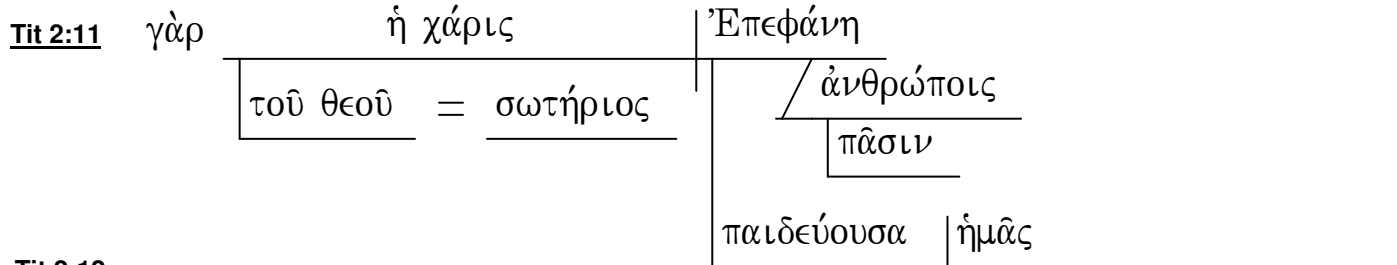 Tit 2:11 γὰρ ἡ χάρις Ἐπεφάνη
ἀνθρώποις
τοῦ θεοῦ = σωτήριος
πᾶσιν
παιδεύουσα ἡμᾶς